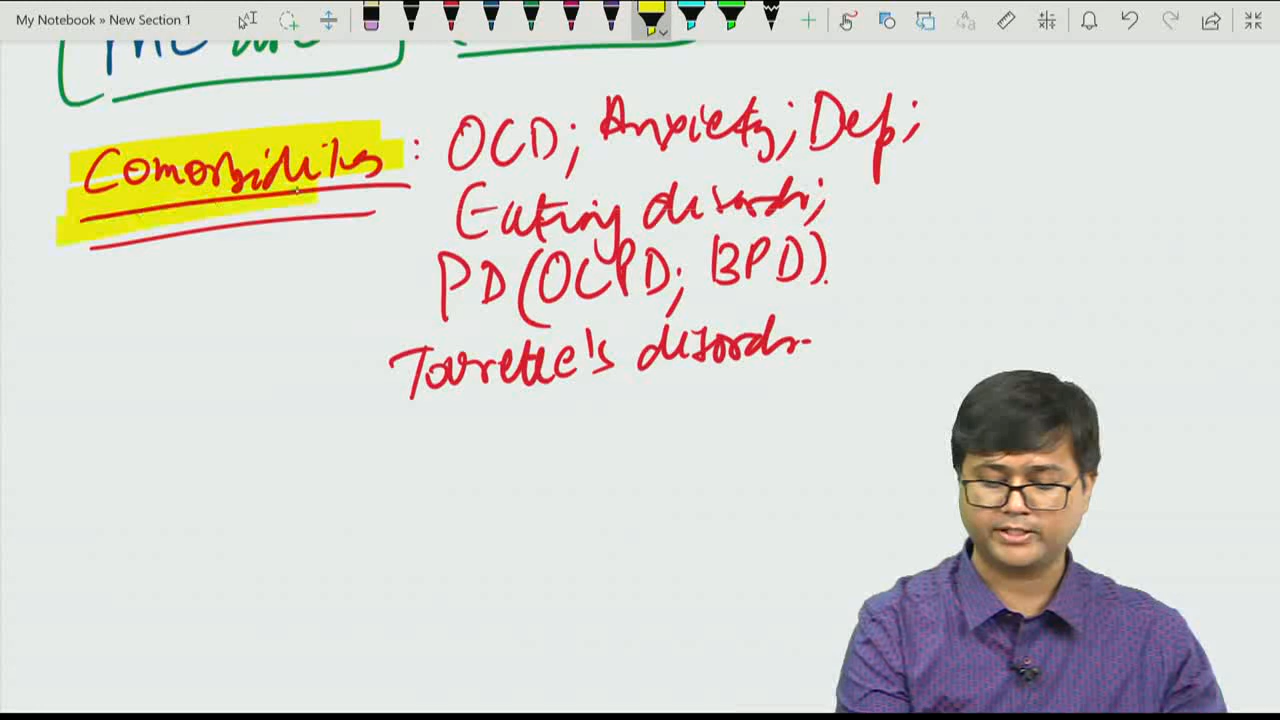 My Notebook » New Section 1
Comorbidities : OCD; Anxiety; Dep;
Eating disorder;
PD (OCPD; BPD).
Tourette's disorder.